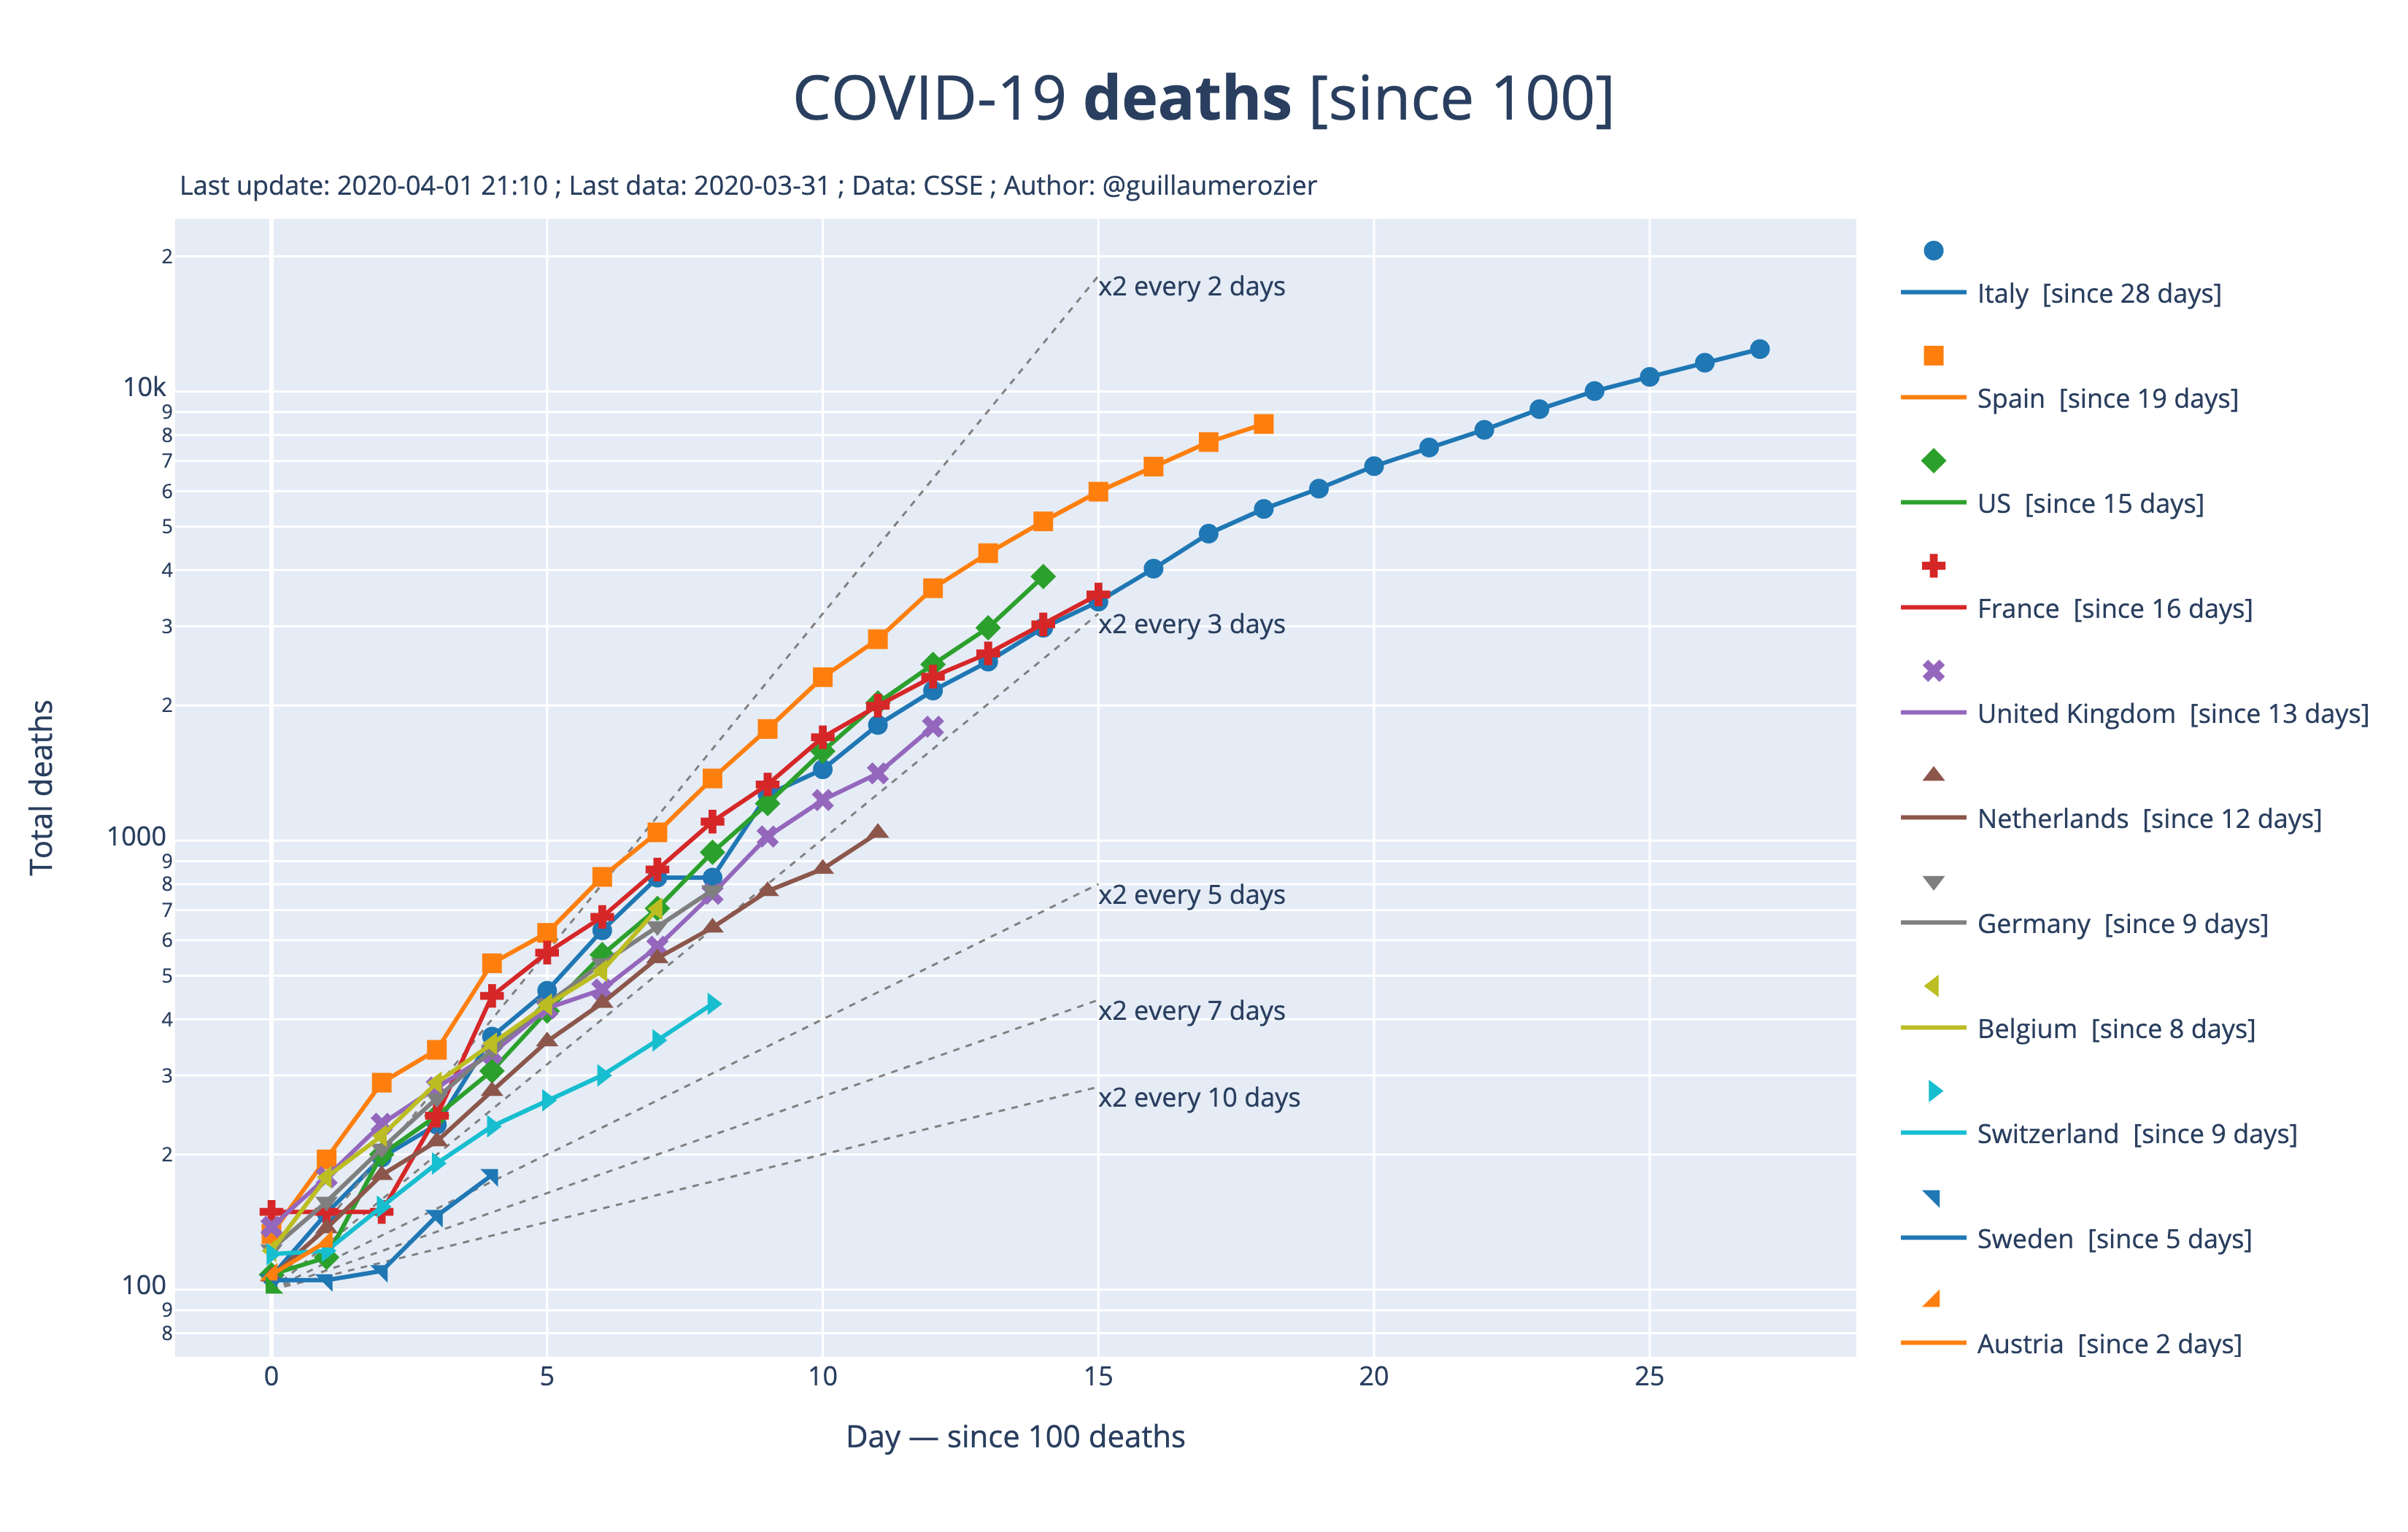 COVID-19 deaths [since 100]
Last update: 2020-04-01 21:10 ; Last data: 2020-03-31 ; Data: CSSE ; Author: @guillaumerozier
Total deaths
2
10k
9
8
7
6
5
4
3
2
1000
9
8
7
6
5
4
3
2
100
9
8
x2 every 2 days
x2 every 3 days
x2 every 5 days
x2 every 7 days
x2 every 10 days
0 5 10 15 20 25
Day — since 100 deaths
Italy [since 28 days]
Spain [since 19 days]
US [since 15 days]
France [since 16 days]
United Kingdom [since 13 days]
Netherlands [since 12 days]
Germany [since 9 days]
Belgium [since 8 days]
Switzerland [since 9 days]
Sweden [since 5 days]
Austria [since 2 days]